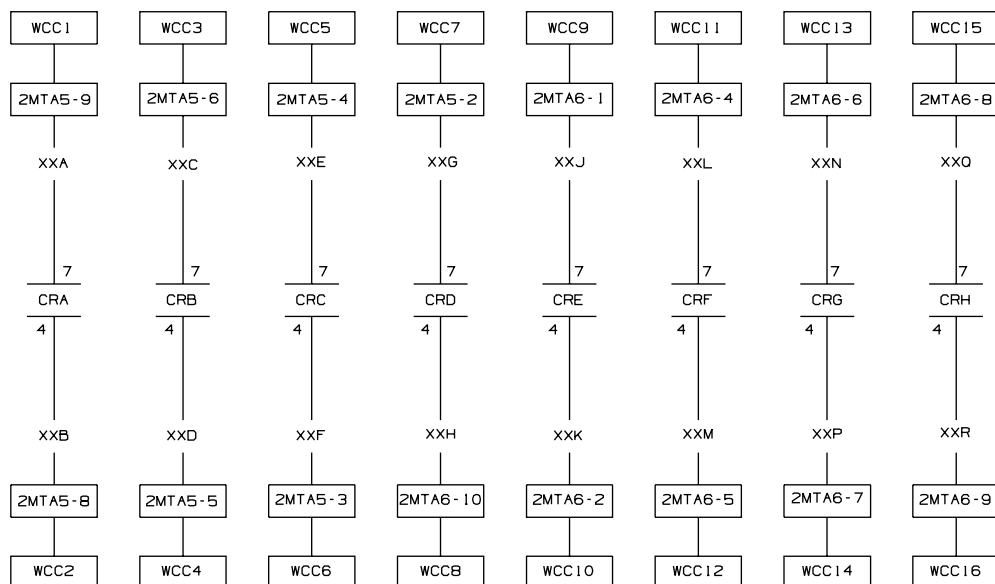 WCC1 WCC3 WCC5 WCC7 WCC9 WCC11 WCC13 WCC15
2MTA5-9 2MTA5-6 2MTA5-4 2MTA5-2 2MTA6-1 2MTA6-4 2MTA6-6 2MTA6-8
XXA XXC XXE XXG XXJ XXL XXN XXQ
7 7 7 7 7 7 7 7
CRA CRB CRC CRD CRE CRF CRG CRH
4 4 4 4 4 4 4 4
XXB XXD XXF XXH XXK XXM XXP XXR
2MTA5-8 2MTA5-5 2MTA5-3 2MTA6-10 2MTA6-2 2MTA6-5 2MTA6-7 2MTA6-9
WCC2 WCC4 WCC6 WCC8 WCC10 WCC12 WCC14 WCC16